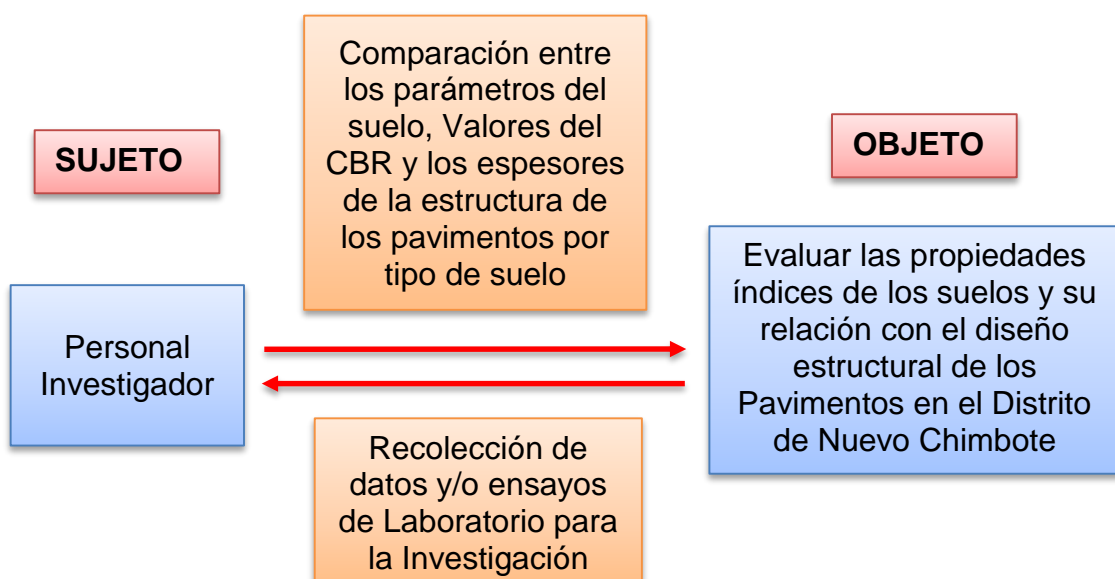 SUJETO
Personal
Investigador
Comparación entre
los parámetros del
suelo, Valores del
CBR y los espesores
de la estructura de
los pavimentos por
tipo de suelo
Recolección de
datos y/o ensayos
de Laboratorio para
la Investigación
OBJETO
Evaluar las propiedades
índices de los suelos y su
relación con el diseño
estructural de los
Pavimentos en el Distrito
de Nuevo Chimbote